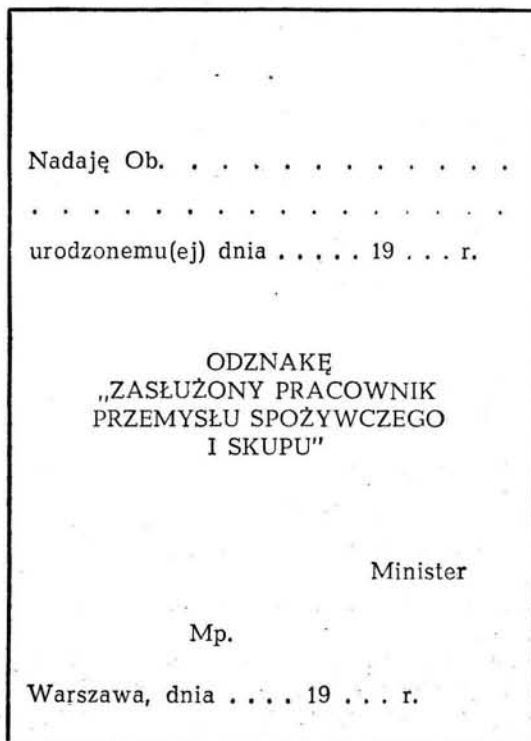 Nadaję Ob. . . . . . . . . . . .
. . . . . . . . . . . . . . . .
urodzonemu(ej) dnia . . . . . 19 . . . r.
ODZNAKĘ
„ZASŁUŻONY PRACOWNIK
PRZEMYSŁU SPOŻYWCZEGO
I SKUPU"
Minister
Mp.
Warszawa, dnia . . . . 19 . . . r.